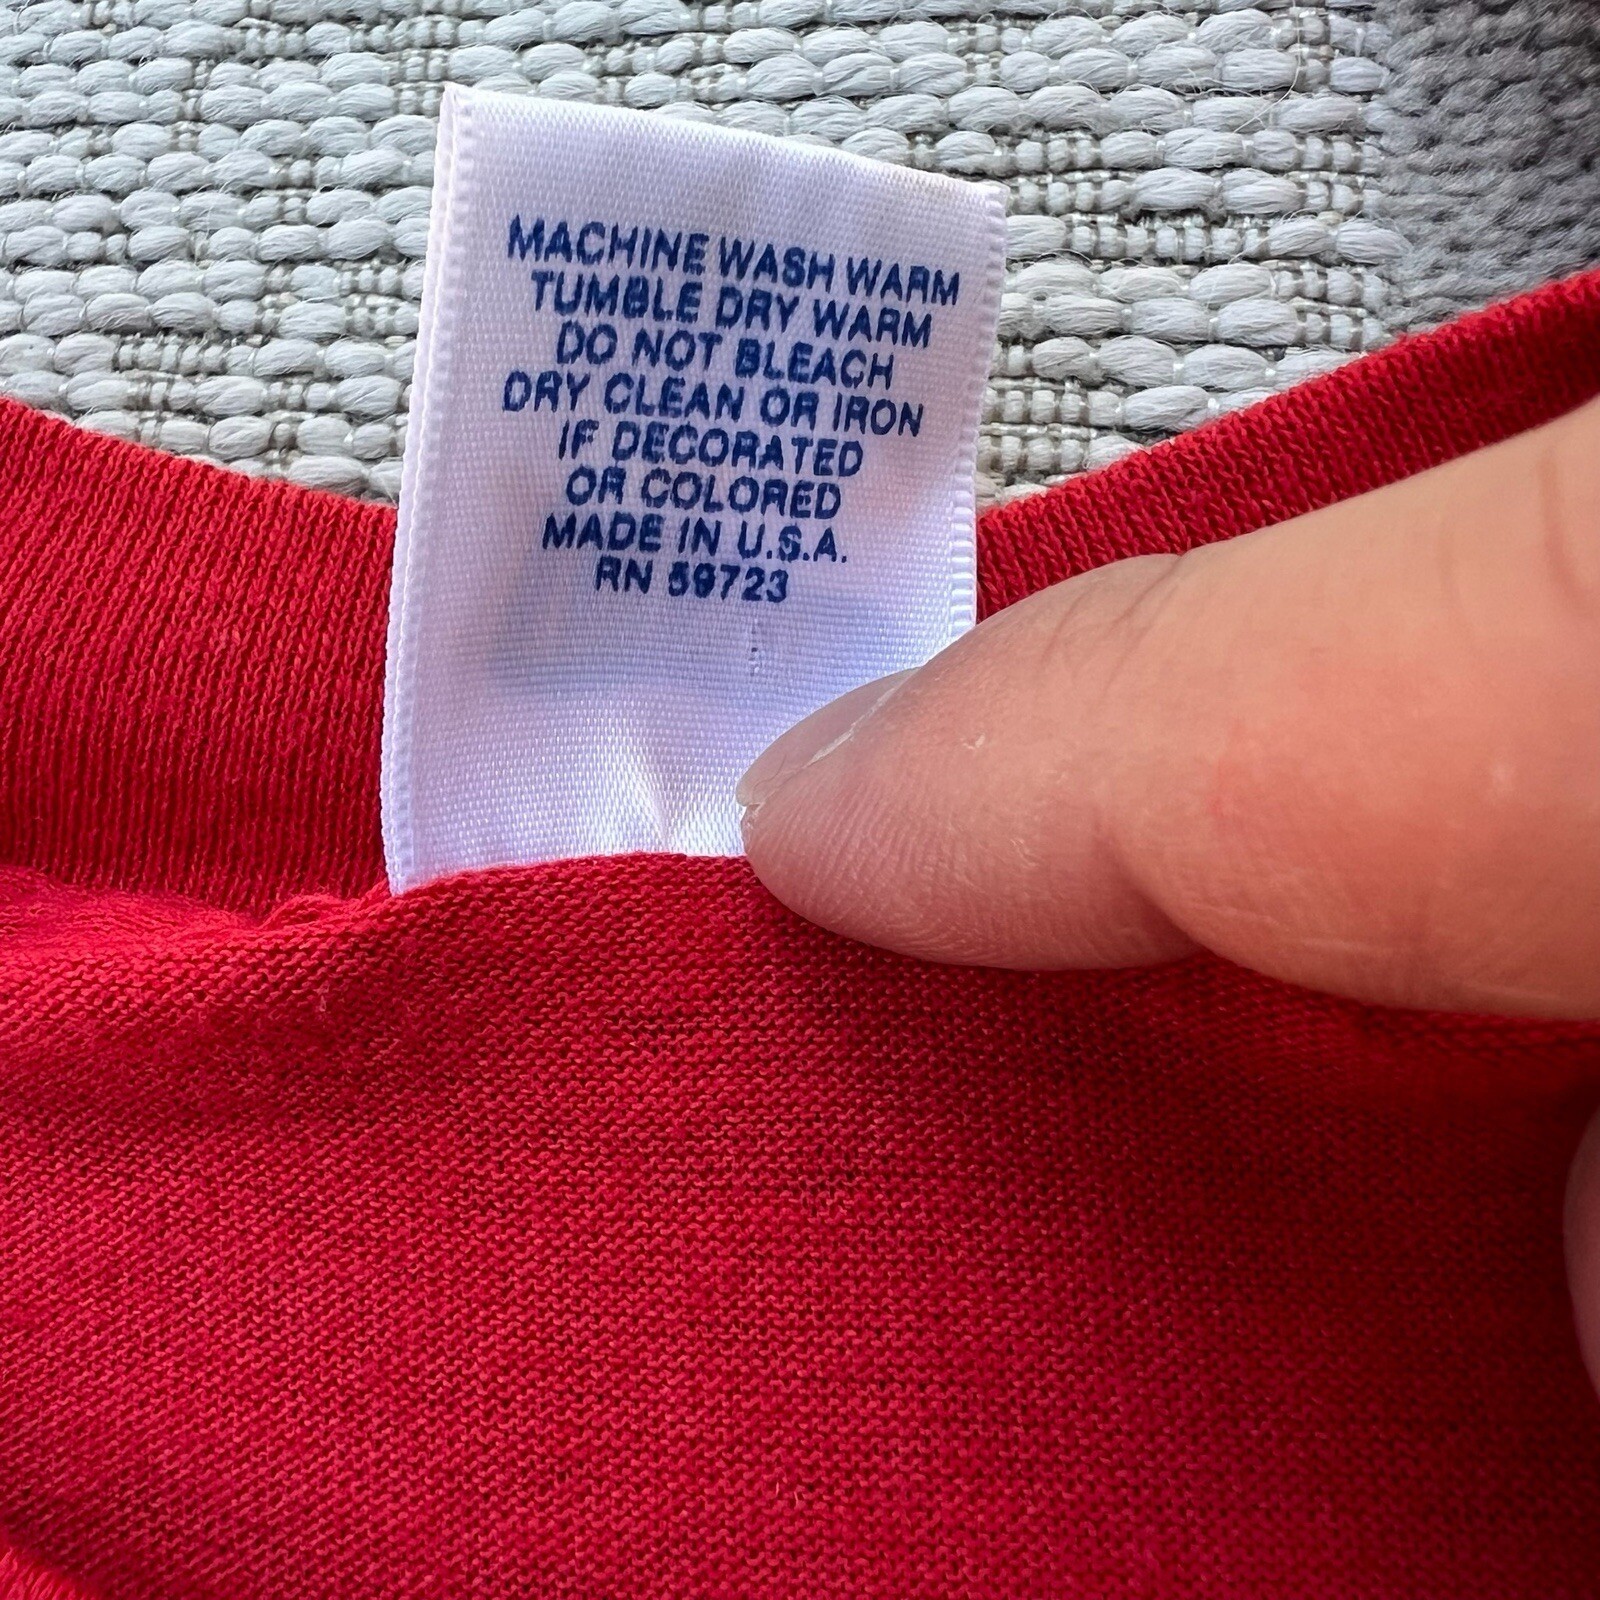 MACHINE WASH WARM
TUMBLE DRY WARM
DO NOT BLEACH
DRY CLEAN OR IRON
IF DECORATED
OR COLORED
MADE IN U.S.A.
RN 59723